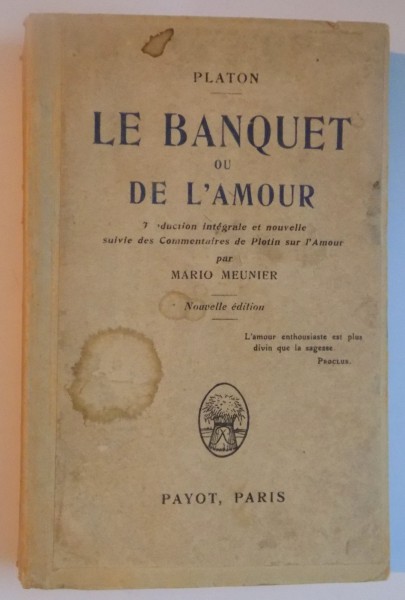 PLATON
LE BANQUET
OU
DE L'AMOUR
intégrale et nouvelle
suivie des Commentaires de Plotin sur l'Amour
par
MARIO MEUNIER
Nouvelle édition
L'amour enthousiaste est plus
divin que la sagesse.
PROCLUS.
PAYOT, PARIS